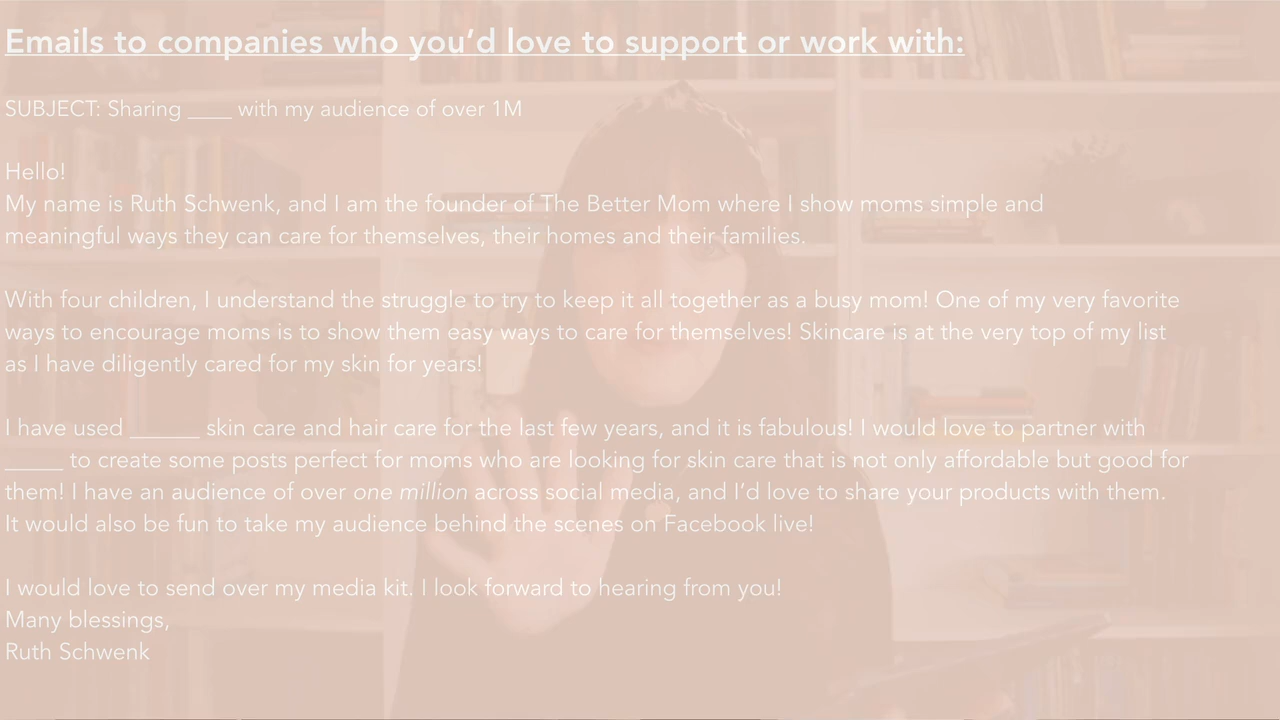 Emails to companies who you’d love to support or work with:
SUBJECT: Sharing ____ with my audience of over 1M
Hello!
My name is Ruth Schwenk, and I am the founder of The Better Mom where I show moms simple and
meaningful ways they can care for themselves, their homes and their families.
With four children, I understand the struggle to try to keep it all together as a busy mom! One of my very favorite
ways to encourage moms is to show them easy ways to care for themselves! Skincare is at the very top of my list
as I have diligently cared for my skin for years!
I have used ______ skin care and hair care for the last few years, and it is fabulous! I would love to partner with
_____ to create some posts perfect for moms who are looking for skin care that is not only affordable but good for
them! I have an audience of over one million across social media, and I’d love to share your products with them.
It would also be fun to take my audience behind the scenes on Facebook live!
I would love to send over my media kit. I look forward to hearing from you!
Many blessings,
Ruth Schwenk